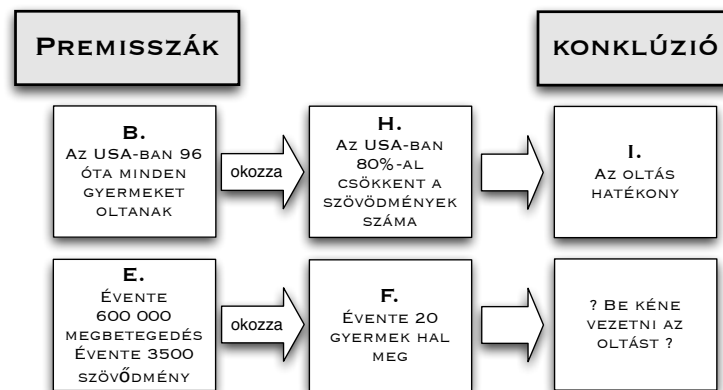 PREMISSZÁK
KONKLÚZIÓ
B.
AZ USA-BAN 96
ÓTA MINDEN
GYERMEKET
OLTANAK
okozza
H.
AZ USA-BAN
80%-AL
CSÖKKENT A
SZÖVÖDMÉNYEK
SZÁMA
I.
AZ OLTÁS
HATÉKONY
E.
ÉVENTE
600 000
MEGBETEGEDÉS
ÉVENTE 3500
SZÖVŐDMÉNY
okozza
F.
ÉVENTE 20
GYERMEK HAL
MEG
? BE KÉNE
VEZETNI AZ
OLTÁST ?